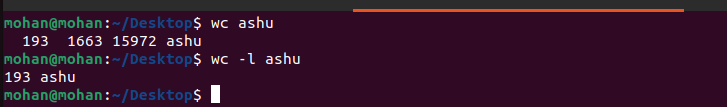 mohan@mohan:~/Desktop$ wc ashu
  193  1663 15972 ashu
mohan@mohan:~/Desktop$ wc -l ashu
193 ashu
mohan@mohan:~/Desktop$